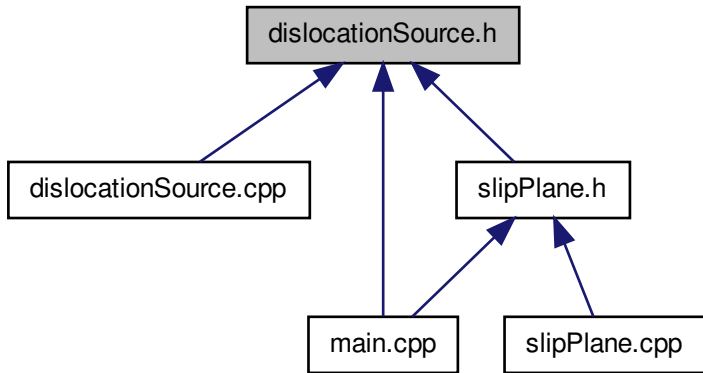 dislocationSource.h
dislocationSource.cpp
slipPlane.h
main.cpp
slipPlane.cpp